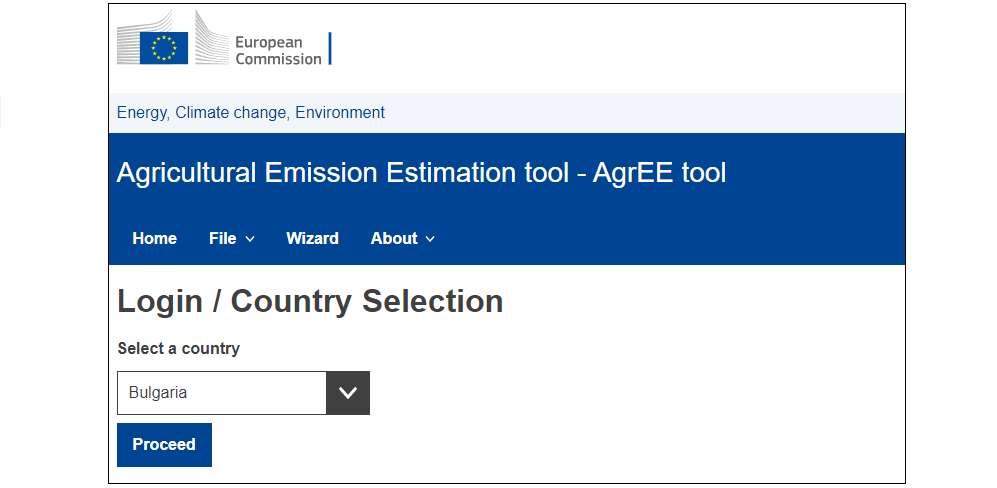 European
Commission
Energy, Climate change, Environment
Agricultural Emission Estimation tool - AgrEE tool
Home File Wizard About
Login / Country Selection
Select a country
Bulgaria
Proceed